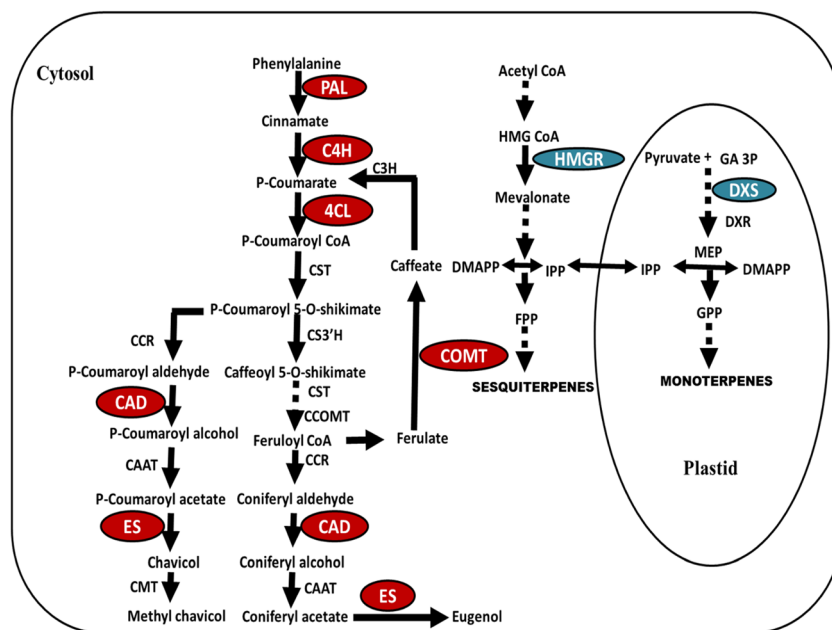 Cytosol
Phenylalanine
PAL
Cinnamate
C4H
P-Coumarate
C3H
4CL
P-Coumaroyl CoA
CST
Caffeate
P-Coumaroyl 5-O-shikimate
CCR
CS3'H
P-Coumaroyl aldehyde
Caffeoyl 5-O-shikimate
COMT
CAD
CST
CCOMT
P-Coumaroyl alcohol
Feruloyl CoA
Ferulate
CAAT
CCR
P-Coumaroyl acetate
Coniferyl aldehyde
ES
CAD
Chavicol
Coniferyl alcohol
CMT
CAAT
ES
Methyl chavicol
Coniferyl acetate
Eugenol
Acetyl CoA
HMG CoA
HMGR
Mevalonate
DMAPP
IPP
FPP
SESQUITERPENES
Pyruvate + GA 3P
DXS
DXR
MEP
IPP
DMAPP
GPP
MONOTERPENES
Plastid